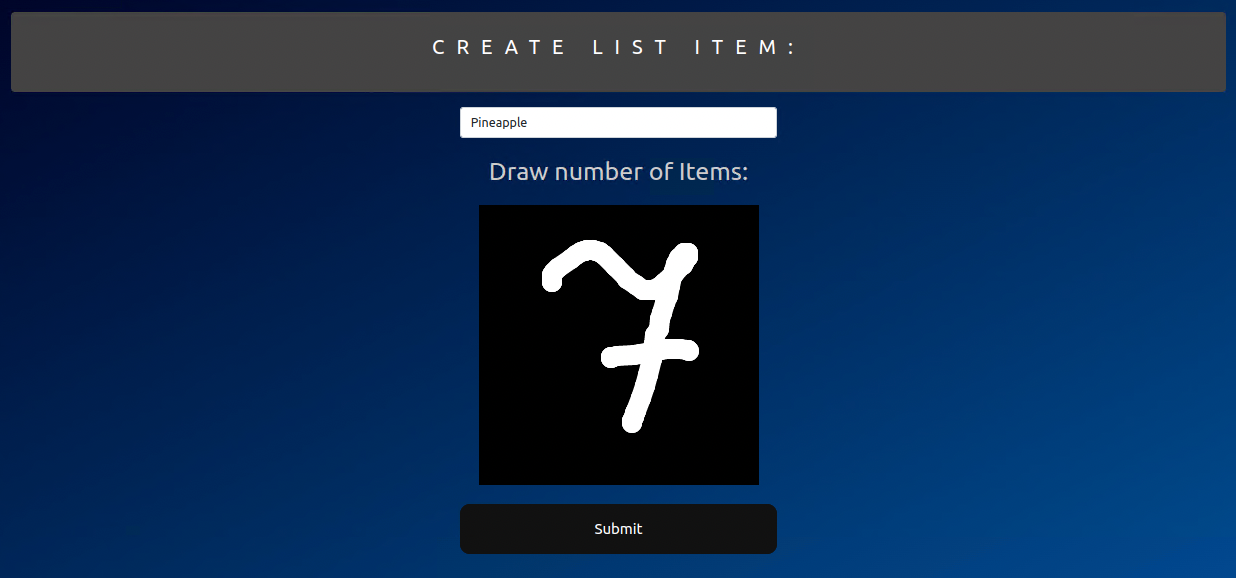 CREATE LIST ITEM:
Pineapple
Draw number of Items:
7
Submit